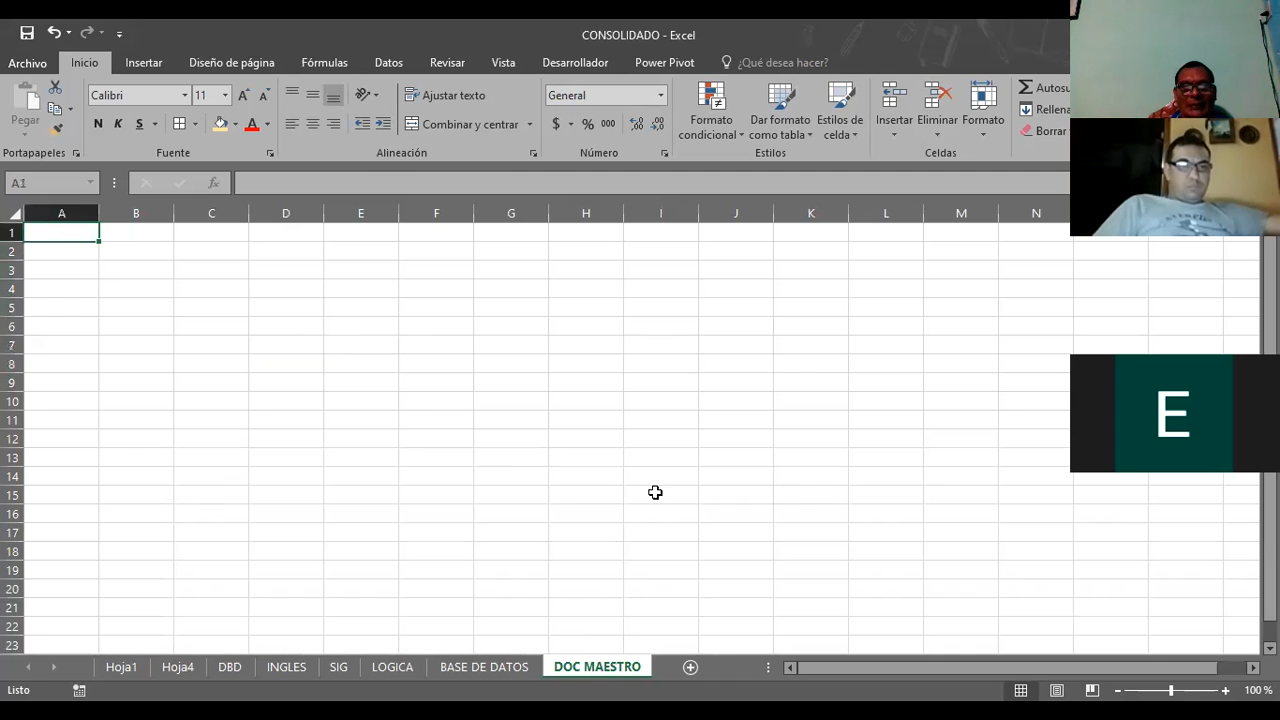 CONSOLIDADO - Excel
Archivo Inicio Insertar Diseño de página Fórmulas Datos Revisar Vista Desarrollador Power Pivot ¿Qué desea hacer?
Pegar
Calibri 11
N K S
Ajustar texto
Combinar y centrar
General
$ % 000
Formato condicional
Dar formato como tabla
Estilos de celda
Insertar Eliminar Formato
Autosu
Rellena
Borrar
Portapapeles Fuente Alineación Número Estilos Celdas
A1 fx
A B C D E F G H I J K L M N
1
2
3
4
5
6
7
8
9
10
11
12
13
14
15
16
17
18
19
20
21
22
23
E
Hoja1 Hoja4 DBD INGLES SIG LOGICA BASE DE DATOS DOC MAESTRO
Listo 100 %